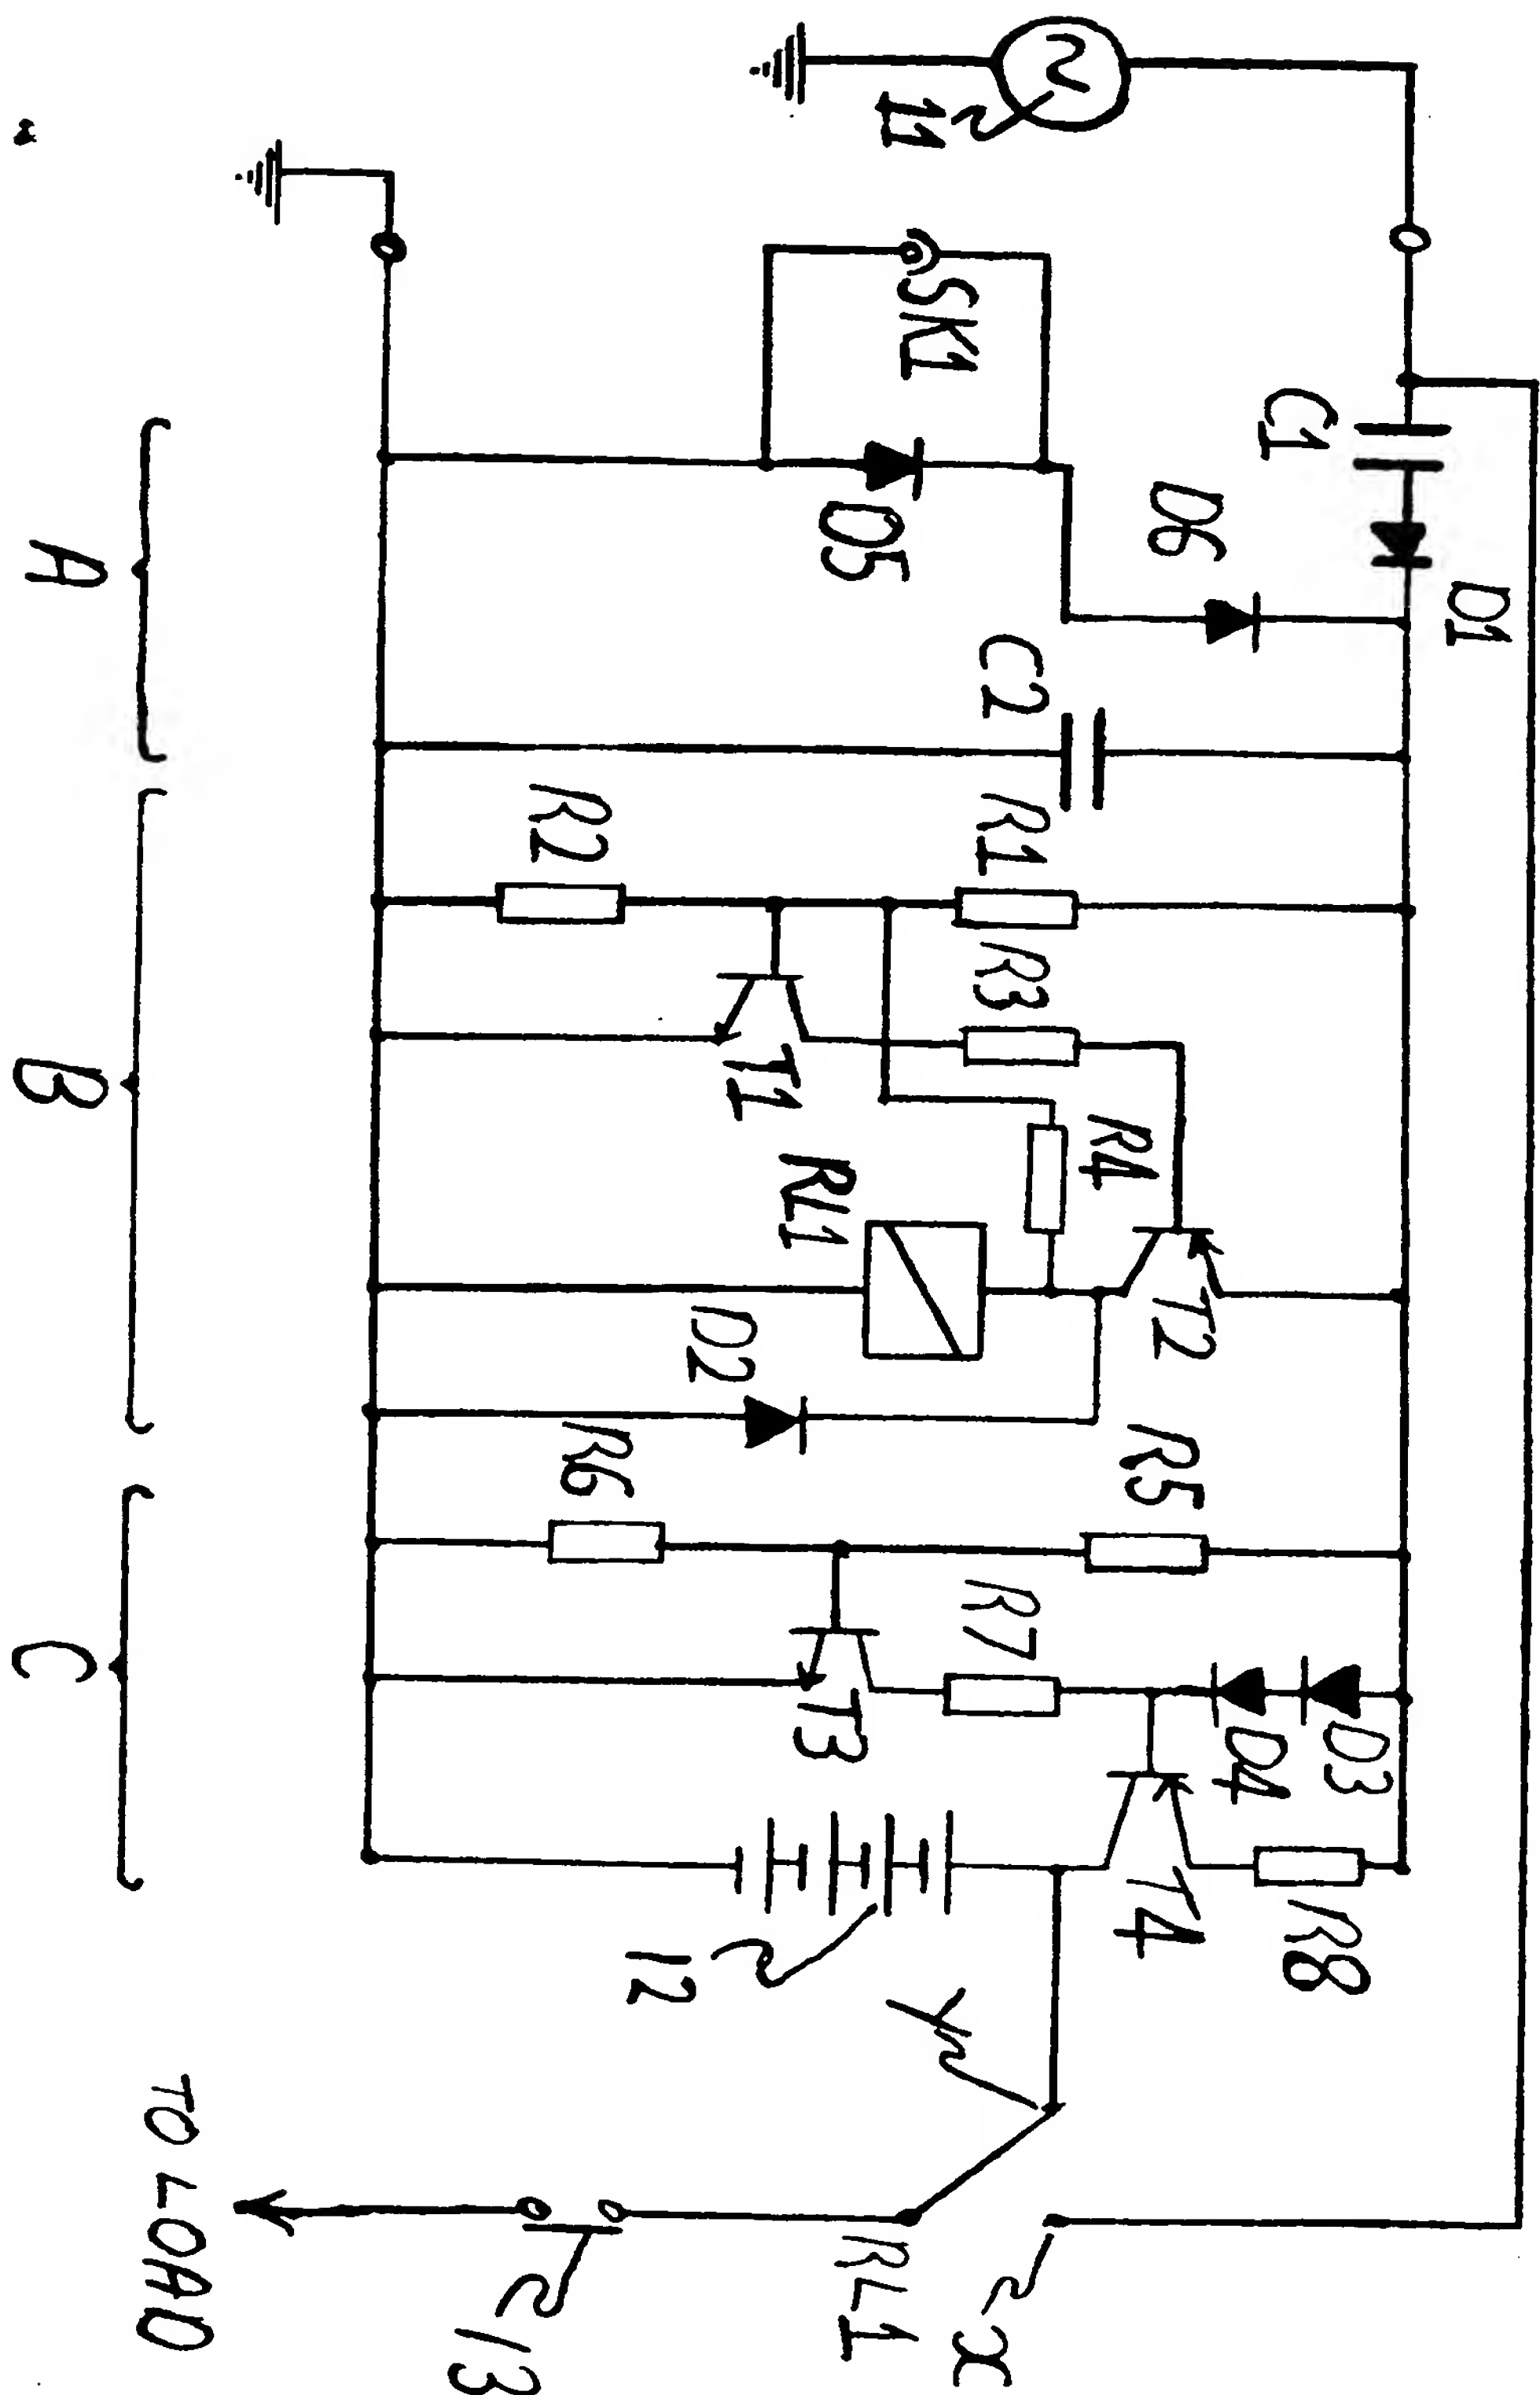 D1
D3
C1
R8
D4
D6
T2
R5
T4
R4
C2
R1
R3
R7
x
SK1
11
Y
RL1
D5
T3
RL1
T1
D2
12
R6
R2
13
TO LOAD
A
B
C